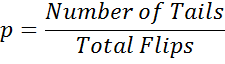 p = Number of Tails / Total Flips